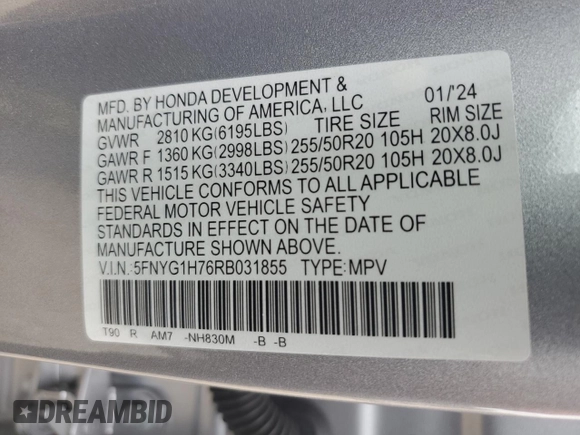 MFD. BY HONDA DEVELOPMENT &
MANUFACTURING OF AMERICA, LLC 01/'24
GVWR 2810 KG(6195LBS) TIRE SIZE RIM SIZE
GAWR F 1360 KG(2998LBS) 255/50R20 105H 20X8.0J
GAWR R 1515 KG(3340LBS) 255/50R20 105H 20X8.0J
THIS VEHICLE CONFORMS TO ALL APPLICABLE
FEDERAL MOTOR VEHICLE SAFETY
STANDARDS IN EFFECT ON THE DATE OF
MANUFACTURE SHOWN ABOVE.
V.I.N.:5FNYG1H76RB031855 TYPE:MPV
T90 R AM7 -NH830M -B -B
DREAMBID